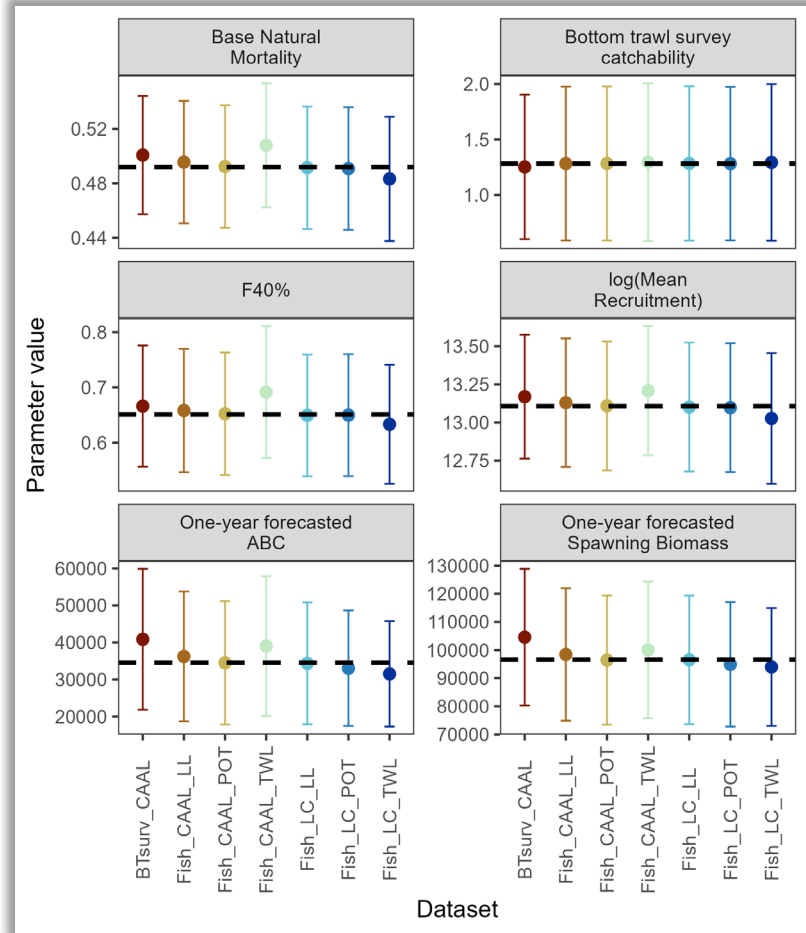 Base Natural
Mortality
Bottom trawl survey
catchability
0.52
0.48
0.44
2.0
1.5
1.0
F40%
log(Mean
Recruitment)
0.8
0.7
0.6
13.50
13.25
13.00
12.75
Parameter value
One-year forecasted
ABC
One-year forecasted
Spawning Biomass
60000
50000
40000
30000
20000
130000
120000
110000
100000
90000
80000
70000
BTsurv_CAAL
Fish_CAAL_LL
Fish_CAAL_POT
Fish_CAAL_TWL
Fish_LC_LL
Fish_LC_POT
Fish_LC_TWL
BTsurv_CAAL
Fish_CAAL_LL
Fish_CAAL_POT
Fish_CAAL_TWL
Fish_LC_LL
Fish_LC_POT
Fish_LC_TWL
Dataset